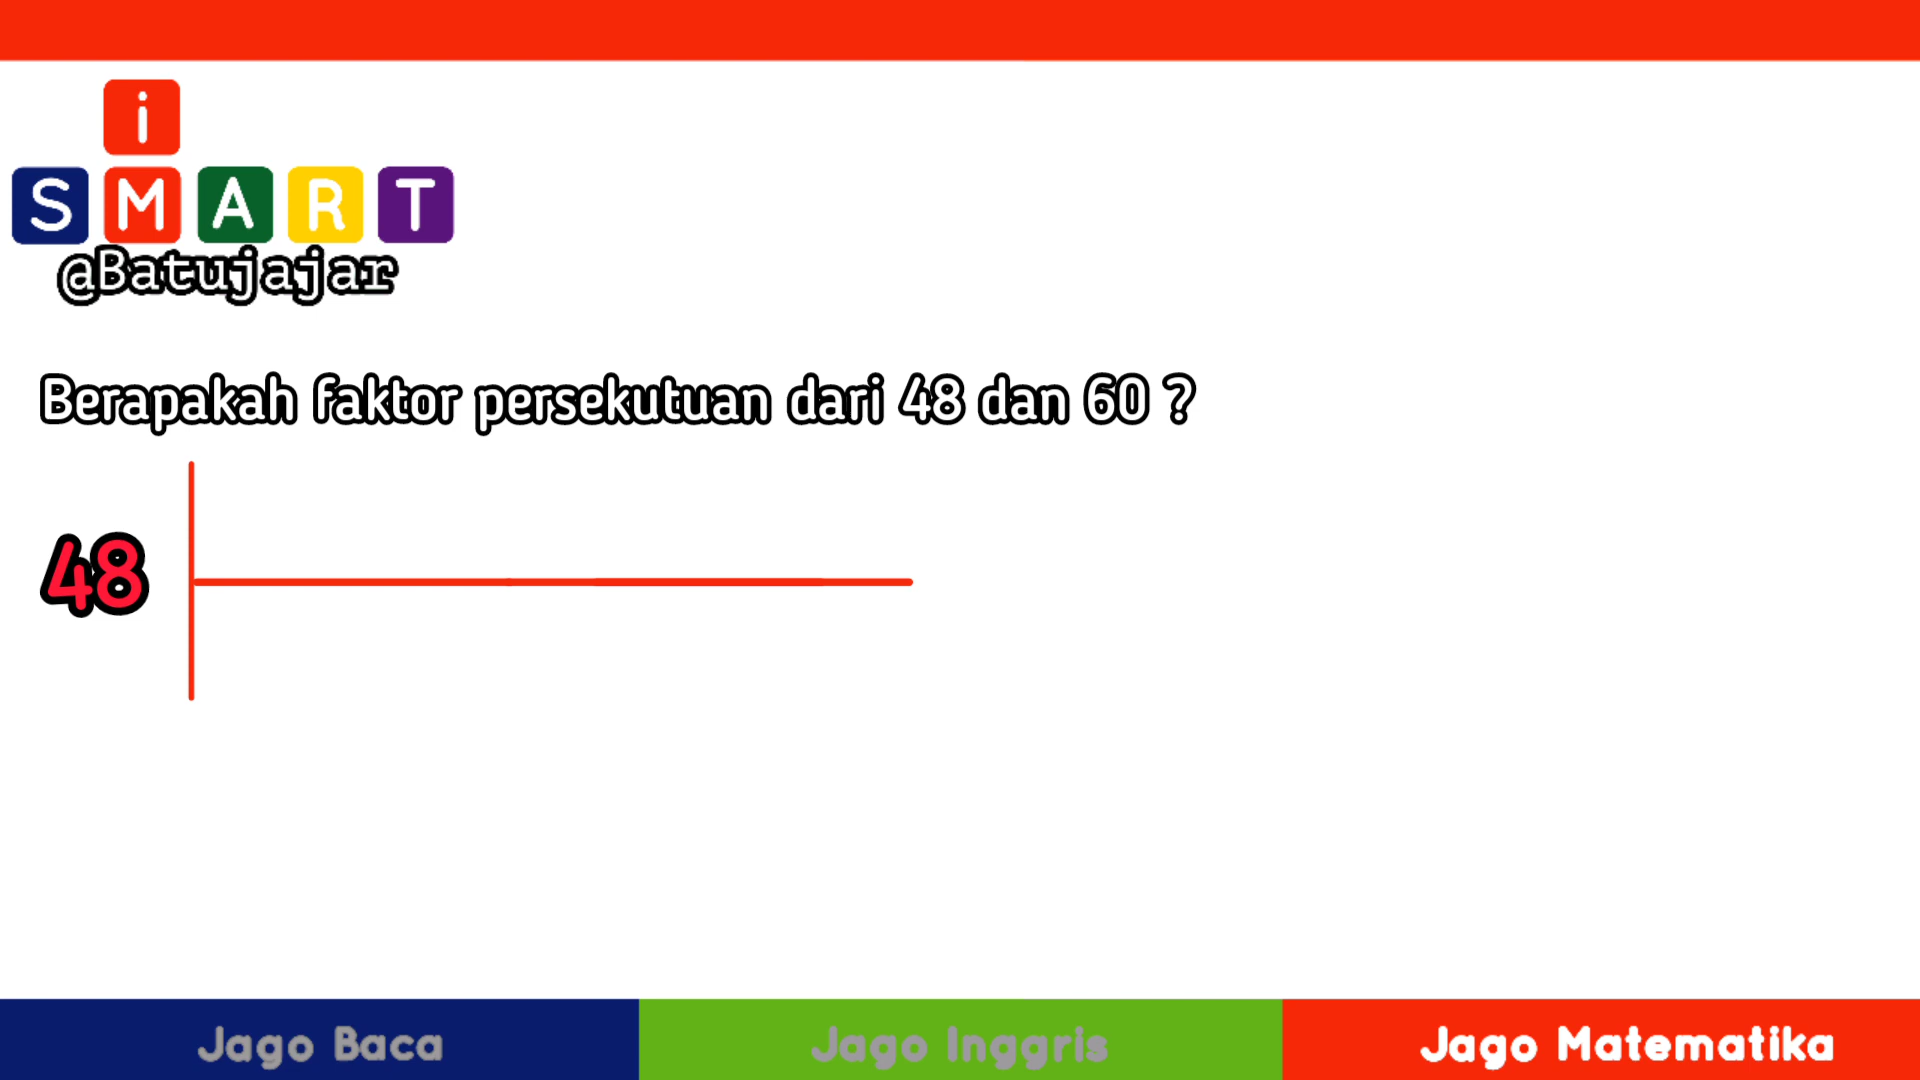 i
SMART
@Batujajar
Berapakah faktor persekutuan dari 48 dan 60 ?
48
Jago Baca
Jago Inggris
Jago Matematika